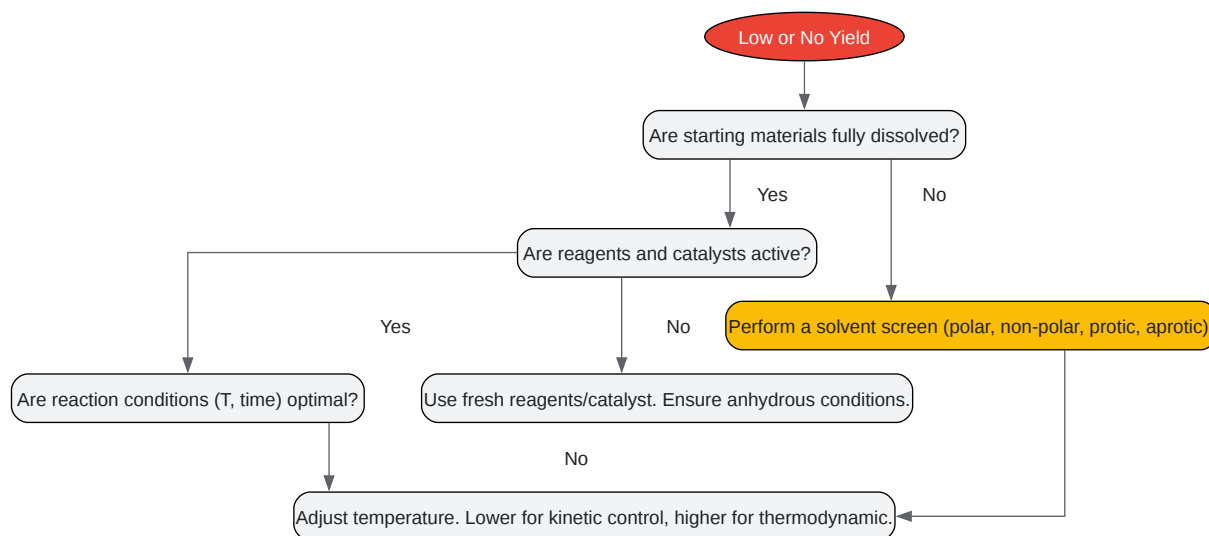 Low or No Yield
Are starting materials fully dissolved?
Yes
No
Are reagents and catalysts active?
Perform a solvent screen (polar, non-polar, protic, aprotic)
Yes
No
Are reaction conditions (T, time) optimal?
Use fresh reagents/catalyst. Ensure anhydrous conditions.
No
Adjust temperature. Lower for kinetic control, higher for thermodynamic.